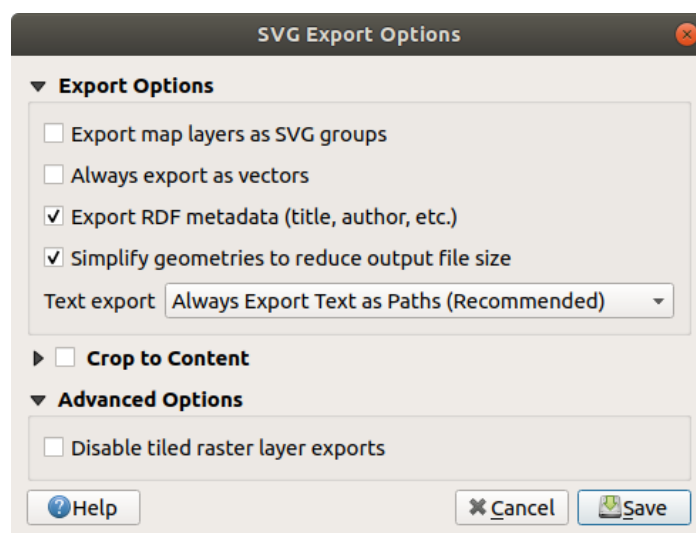 SVG Export Options
Export Options
Export map layers as SVG groups
Always export as vectors
Export RDF metadata (title, author, etc.)
Simplify geometries to reduce output file size
Text export Always Export Text as Paths (Recommended)
Crop to Content
Advanced Options
Disable tiled raster layer exports
Help Cancel Save